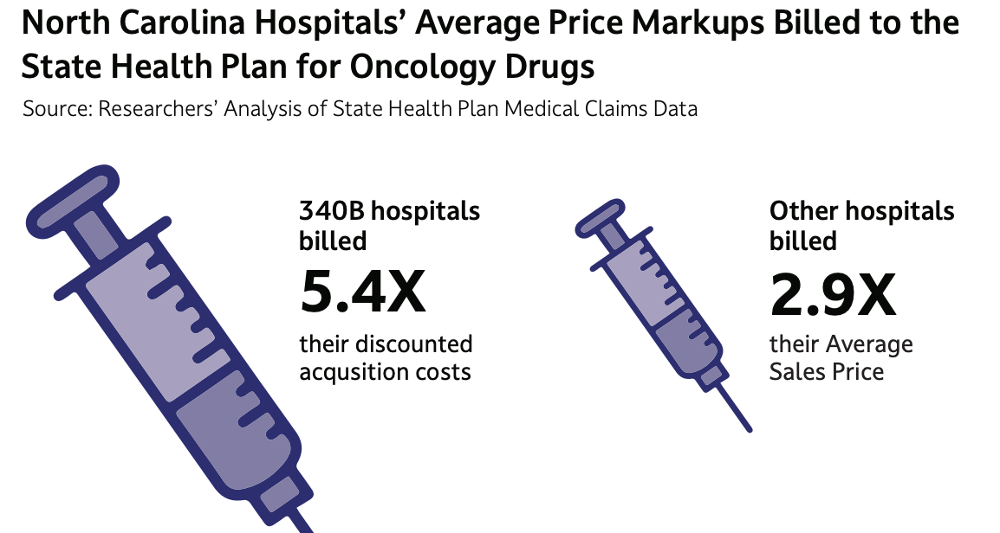 North Carolina Hospitals’ Average Price Markups Billed to the
State Health Plan for Oncology Drugs
Source: Researchers’ Analysis of State Health Plan Medical Claims Data
340B hospitals
billed
5.4X
their discounted
acqusition costs
Other hospitals
billed
2.9X
their Average
Sales Price